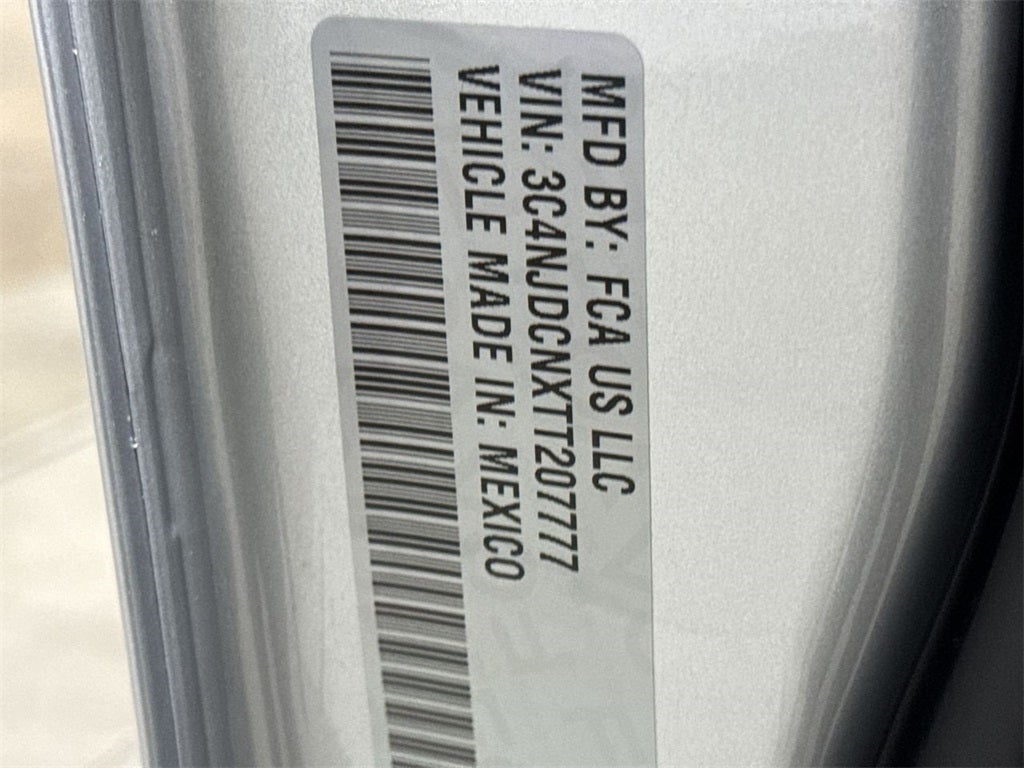 MFD BY: FCA US LLC
VIN: 3C4NJDCNXTT207777
VEHICLE MADE IN: MEXICO